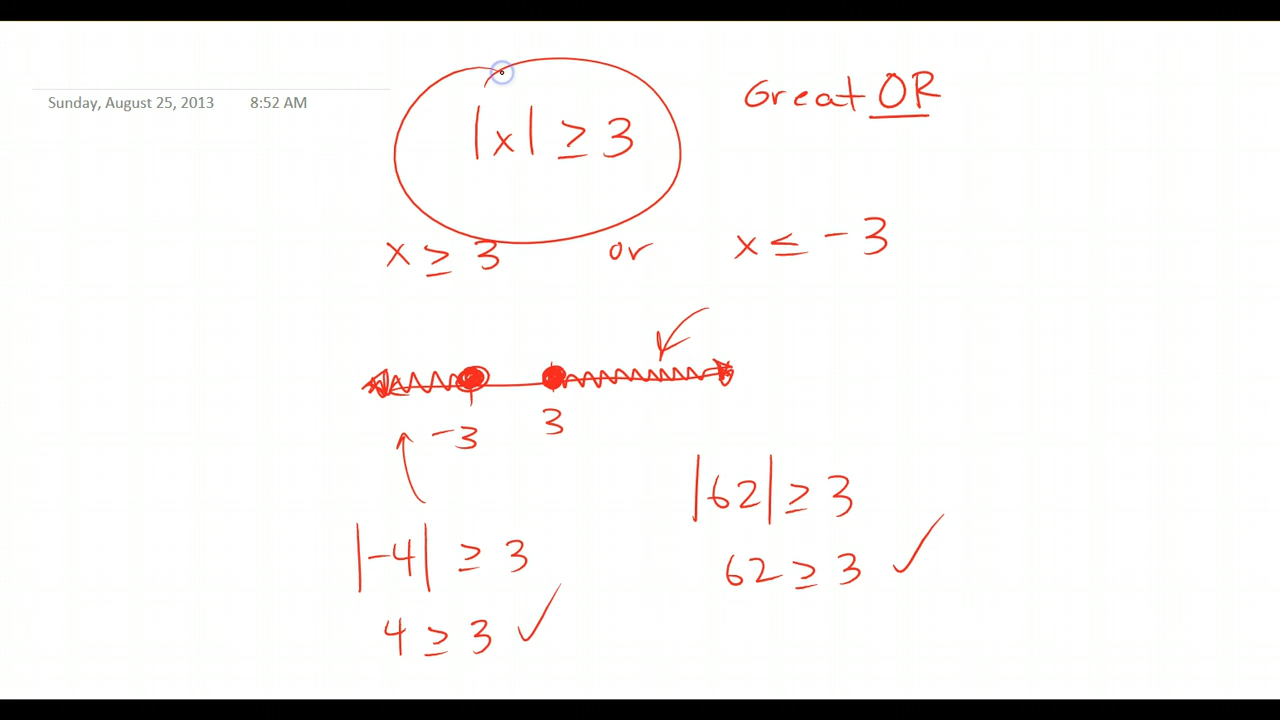 Sunday, August 25, 2013 8:52 AM
Great OR
|x| ≥ 3
x ≥ 3 or x ≤ -3
-3 3
|-4| ≥ 3
4 ≥ 3 ✓
|62| ≥ 3
62 ≥ 3 ✓